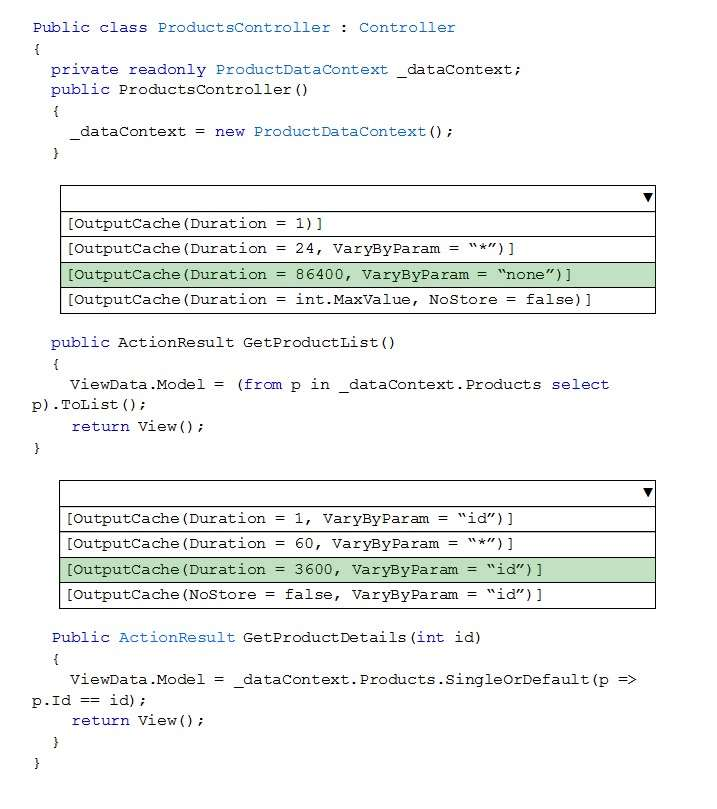 Public class ProductsController : Controller
{
private readonly ProductDataContext _dataContext;
public ProductsController()
{
_dataContext = new ProductDataContext();
}
[OutputCache(Duration = 1)]
[OutputCache(Duration = 24, VaryByParam = “*”)]
[OutputCache(Duration = 86400, VaryByParam = “none”)]
[OutputCache(Duration = int.MaxValue, NoStore = false)]
public ActionResult GetProductList()
{
ViewData.Model = (from p in _dataContext.Products select
p).ToList();
return View();
}
[OutputCache(Duration = 1, VaryByParam = “id”)]
[OutputCache(Duration = 60, VaryByParam = “*”)]
[OutputCache(Duration = 3600, VaryByParam = “id”)]
[OutputCache(NoStore = false, VaryByParam = “id”)]
Public ActionResult GetProductDetails(int id)
{
ViewData.Model = _dataContext.Products.SingleOrDefault(p =>
p.Id == id);
return View();
}
}